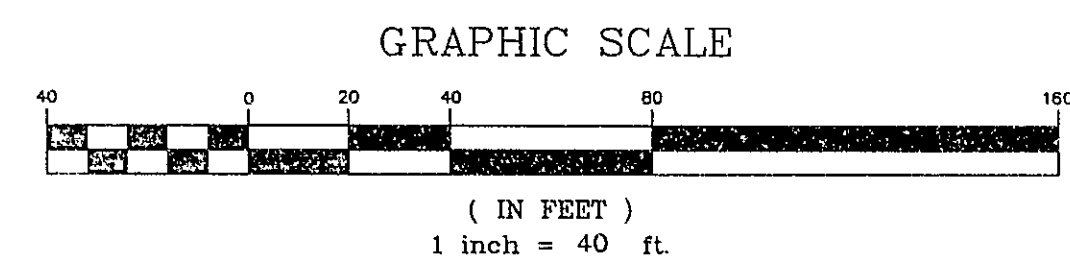 GRAPHIC SCALE
40 0 20 40 80 160
( IN FEET )
1 inch = 40 ft.